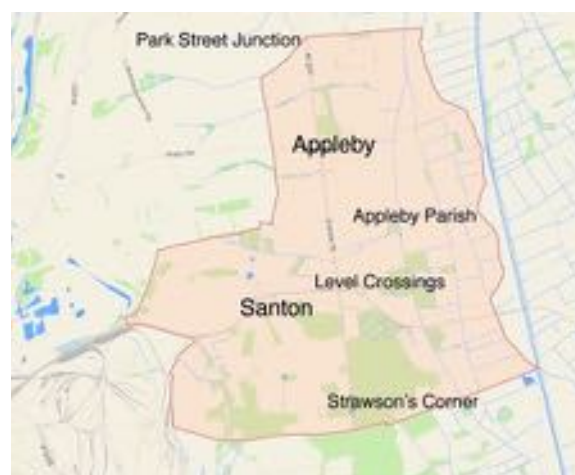 Park Street Junction
Appleby
Appleby Parish
Level Crossings
Santon
Strawson's Corner